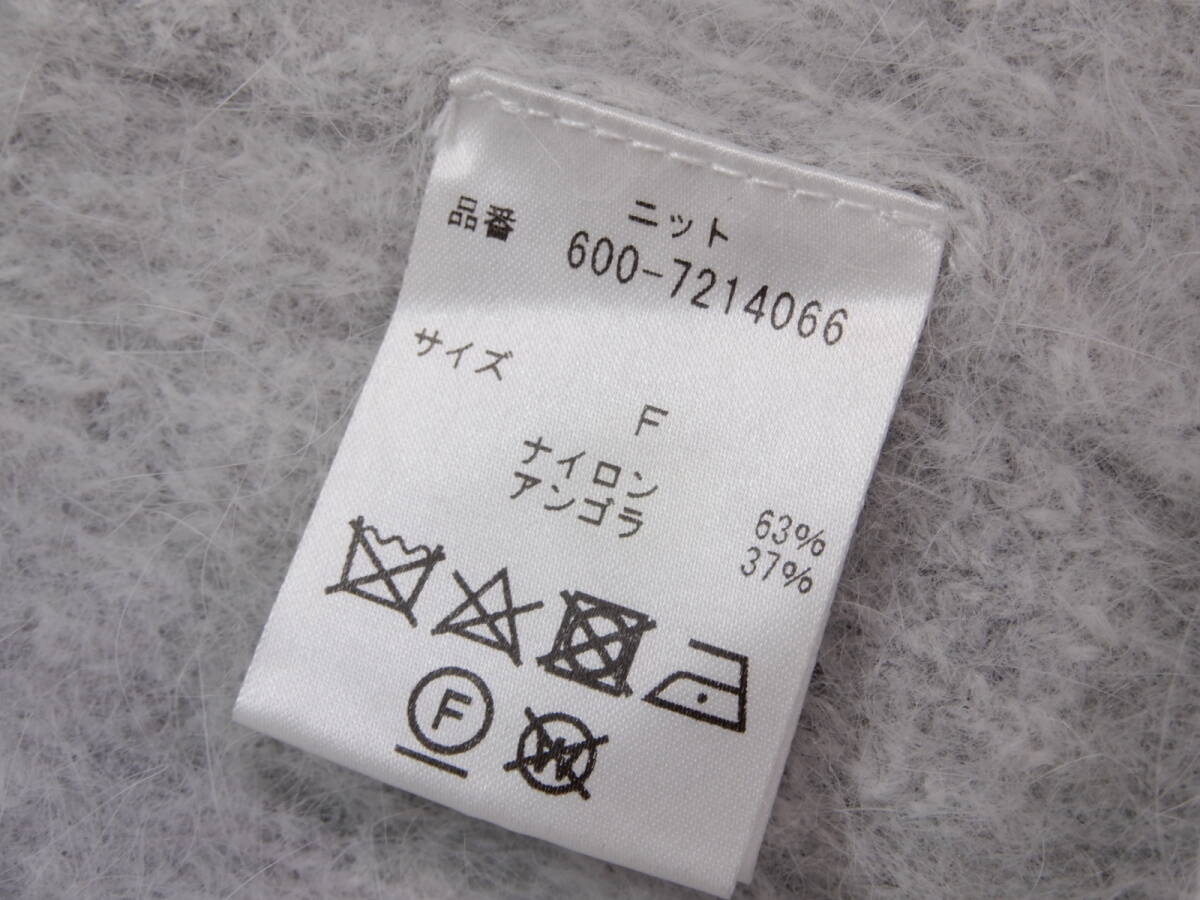 ニット
品番 600-7214066
サイズ
F
ナイロン 63%
アンゴラ 37%
F W